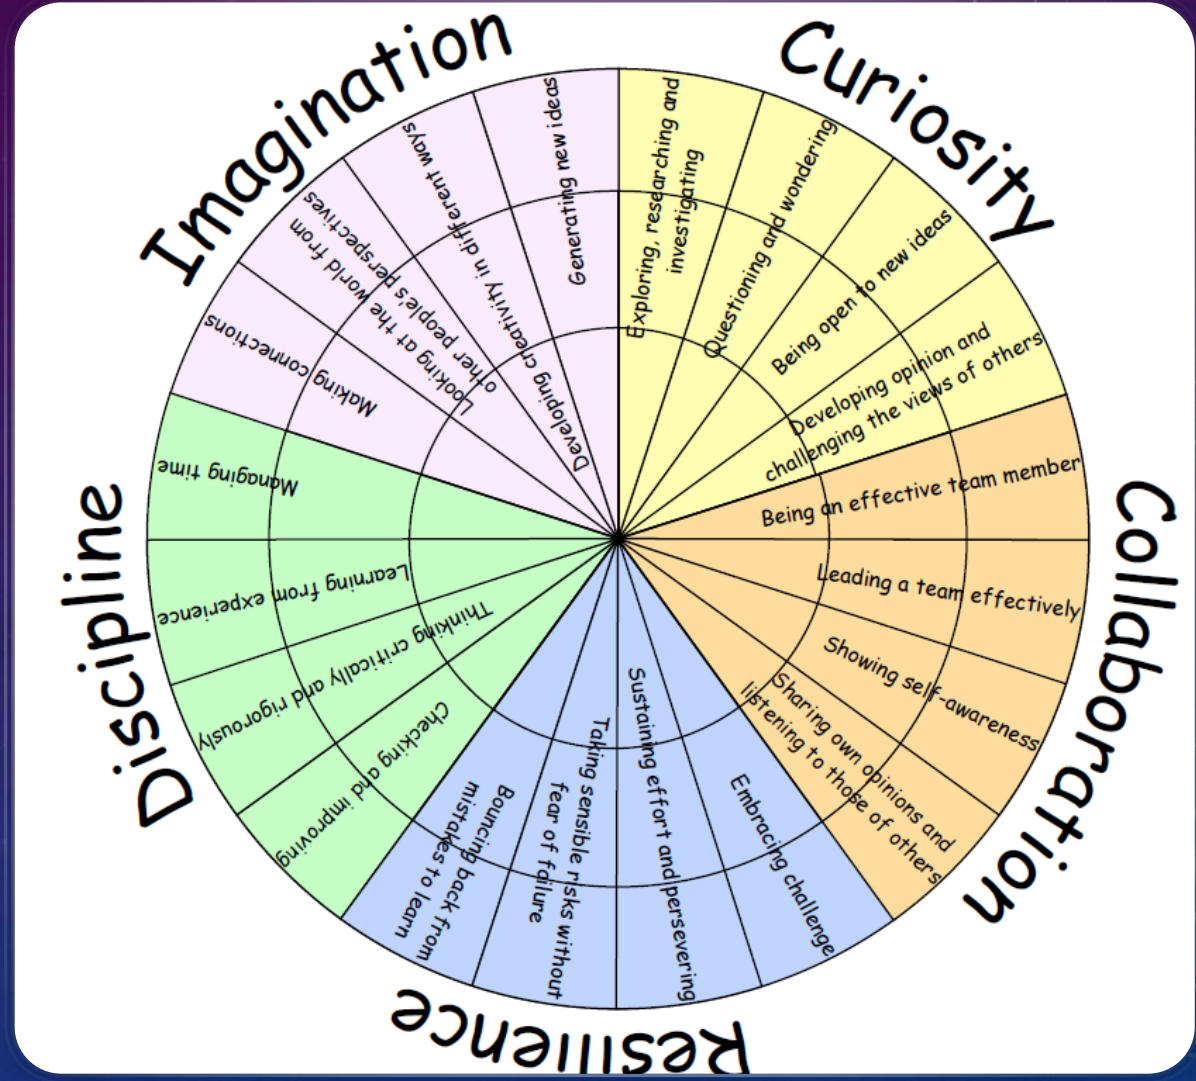 Curiosity
Exploring, researching and
investigating
Questioning and wondering
Being open to new ideas
Developing opinion and
challenging the views of others
Collaboration
Being an effective team member
Leading a team effectively
Showing self-awareness
Sharing own opinions and
listening to those of others
Resilience
Embracing challenge
Sustaining effort and persevering
Taking sensible risks without
fear of failure
Bouncing back from
mistakes to learn
Discipline
Checking and improving
Thinking critically and rigorously
Learning from experience
Managing time
Imagination
Making connections
Looking at the world from
other people's perspectives
Developing creativity in different ways
Generating new ideas